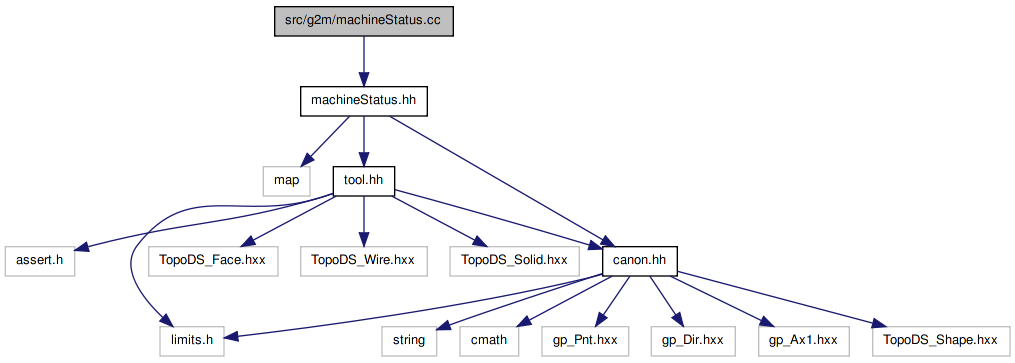 src/g2m/machineStatus.cc
machineStatus.hh
map
tool.hh
assert.h
TopoDS_Face.hxx
TopoDS_Wire.hxx
TopoDS_Solid.hxx
canon.hh
limits.h
string
cmath
gp_Pnt.hxx
gp_Dir.hxx
gp_Ax1.hxx
TopoDS_Shape.hxx